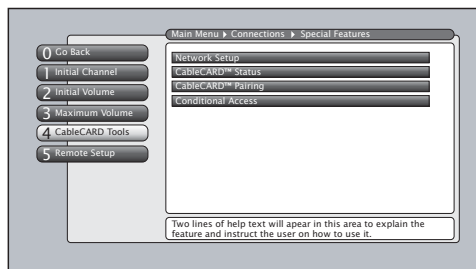 Main Menu ▸ Connections ▸ Special Features
0 Go Back
1 Initial Channel
2 Initial Volume
3 Maximum Volume
4 CableCARD Tools
5 Remote Setup
Network Setup
CableCARD™ Status
CableCARD™ Pairing
Conditional Access
Two lines of help text will apear in this area to explain the
feature and instruct the user on how to use it.